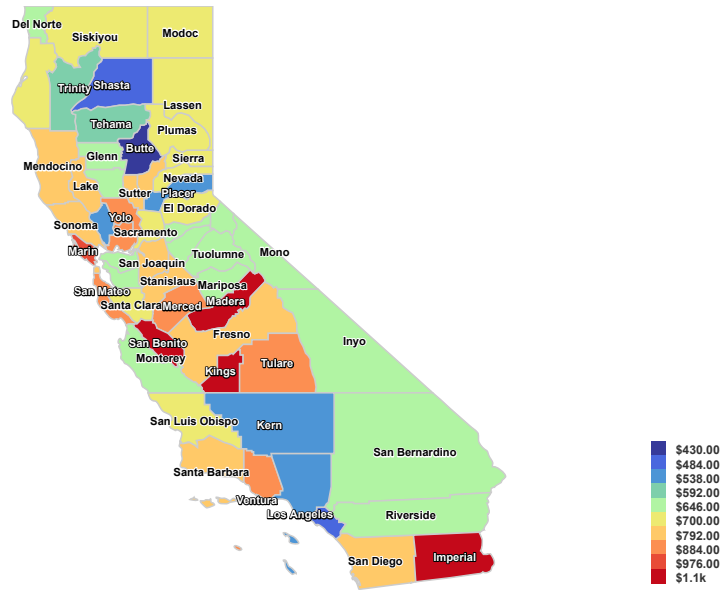 Del Norte
Siskiyou
Modoc
Trinity
Shasta
Lassen
Tehama
Plumas
Butte
Glenn
Sierra
Mendocino
Nevada
Lake
Sutter
Placer
El Dorado
Yolo
Sonoma
Sacramento
Marin
Tuolumne
Mono
San Joaquin
Stanislaus
Mariposa
San Mateo
Santa Clara
Merced
Madera
Fresno
San Benito
Inyo
Monterey
Kings
Tulare
San Luis Obispo
Kern
San Bernardino
Santa Barbara
Ventura
Los Angeles
Riverside
San Diego
Imperial
$430.00
$484.00
$538.00
$592.00
$646.00
$700.00
$792.00
$884.00
$976.00
$1.1k